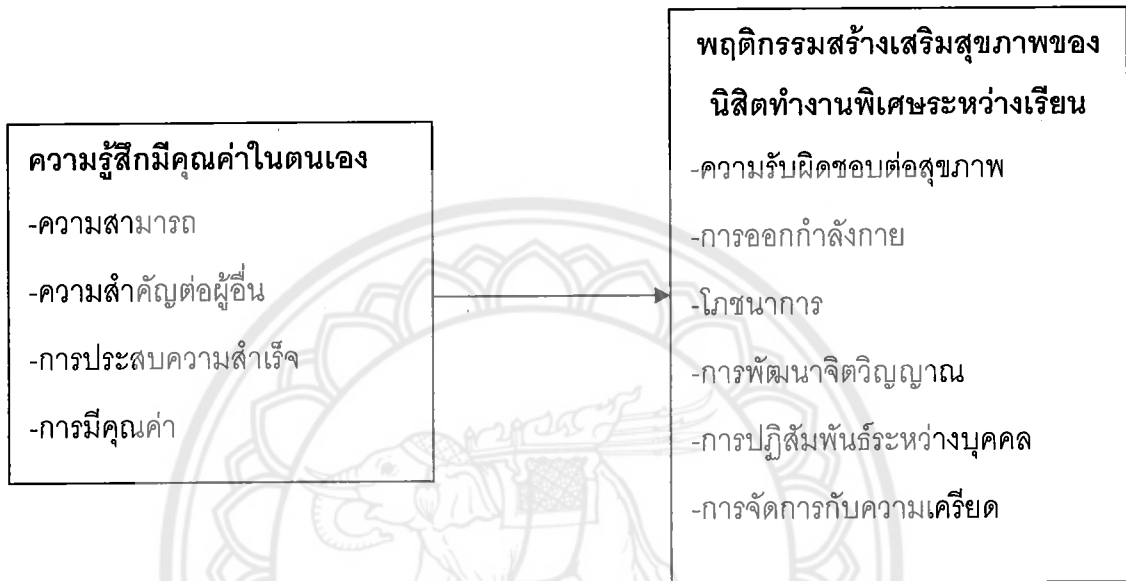 ความรู้สึกมีคุณค่าในตนเอง
-ความสามารถ
-ความสำคัญต่อผู้อื่น
-การประสบความสำเร็จ
-การมีคุณค่า
พฤติกรรมสร้างเสริมสุขภาพของ
นิสิตทำงานพิเศษระหว่างเรียน
-ความรับผิดชอบต่อสุขภาพ
-การออกกำลังกาย
-โภชนาการ
-การพัฒนาจิตวิญญาณ
-การปฏิสัมพันธ์ระหว่างบุคคล
-การจัดการกับความเครียด